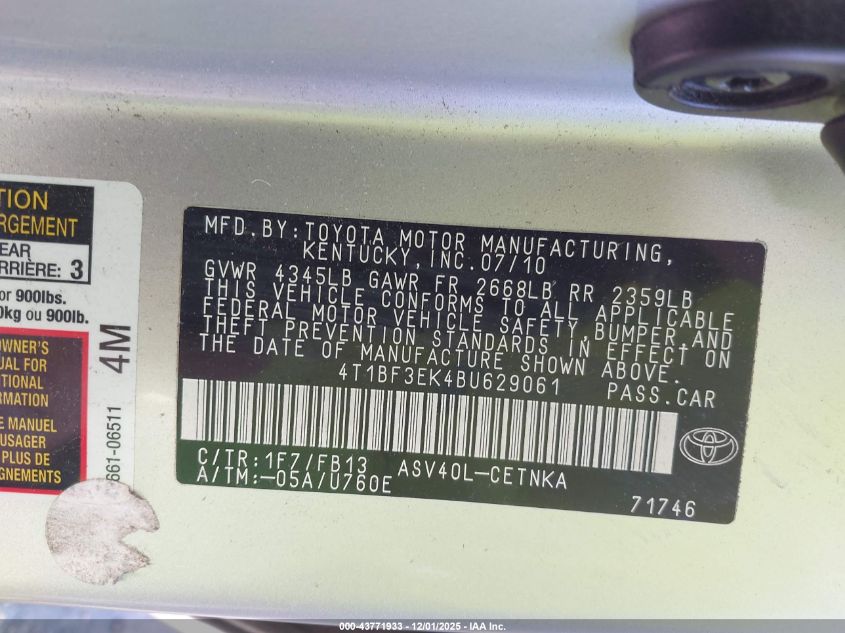 TION
RGEMENT
EAR
RRIÈRE: 3
or 900lbs.
0kg ou 900lb.
4M
OWNER'S
UAL FOR
ITIONAL
RMATION
E MANUEL
USAGER
PLUS DE
GNEMENTS
661-06511
MFD. BY: TOYOTA MOTOR MANUFACTURING,
KENTUCKY, INC. 07/10
GVWR 4345LB GAWR FR 2668LB RR 2359LB
THIS VEHICLE CONFORMS TO ALL APPLICABLE
FEDERAL MOTOR VEHICLE SAFETY, BUMPER, AND
THEFT PREVENTION STANDARDS IN EFFECT ON
THE DATE OF MANUFACTURE SHOWN ABOVE.
4T1BF3EK4BU629061 PASS.CAR
C/TR: 1FZ/FB13 ASV40L-CETNKA
A/TM:-05A/U760E
71746
000-43771933 - 12/01/2025 - IAA Inc.